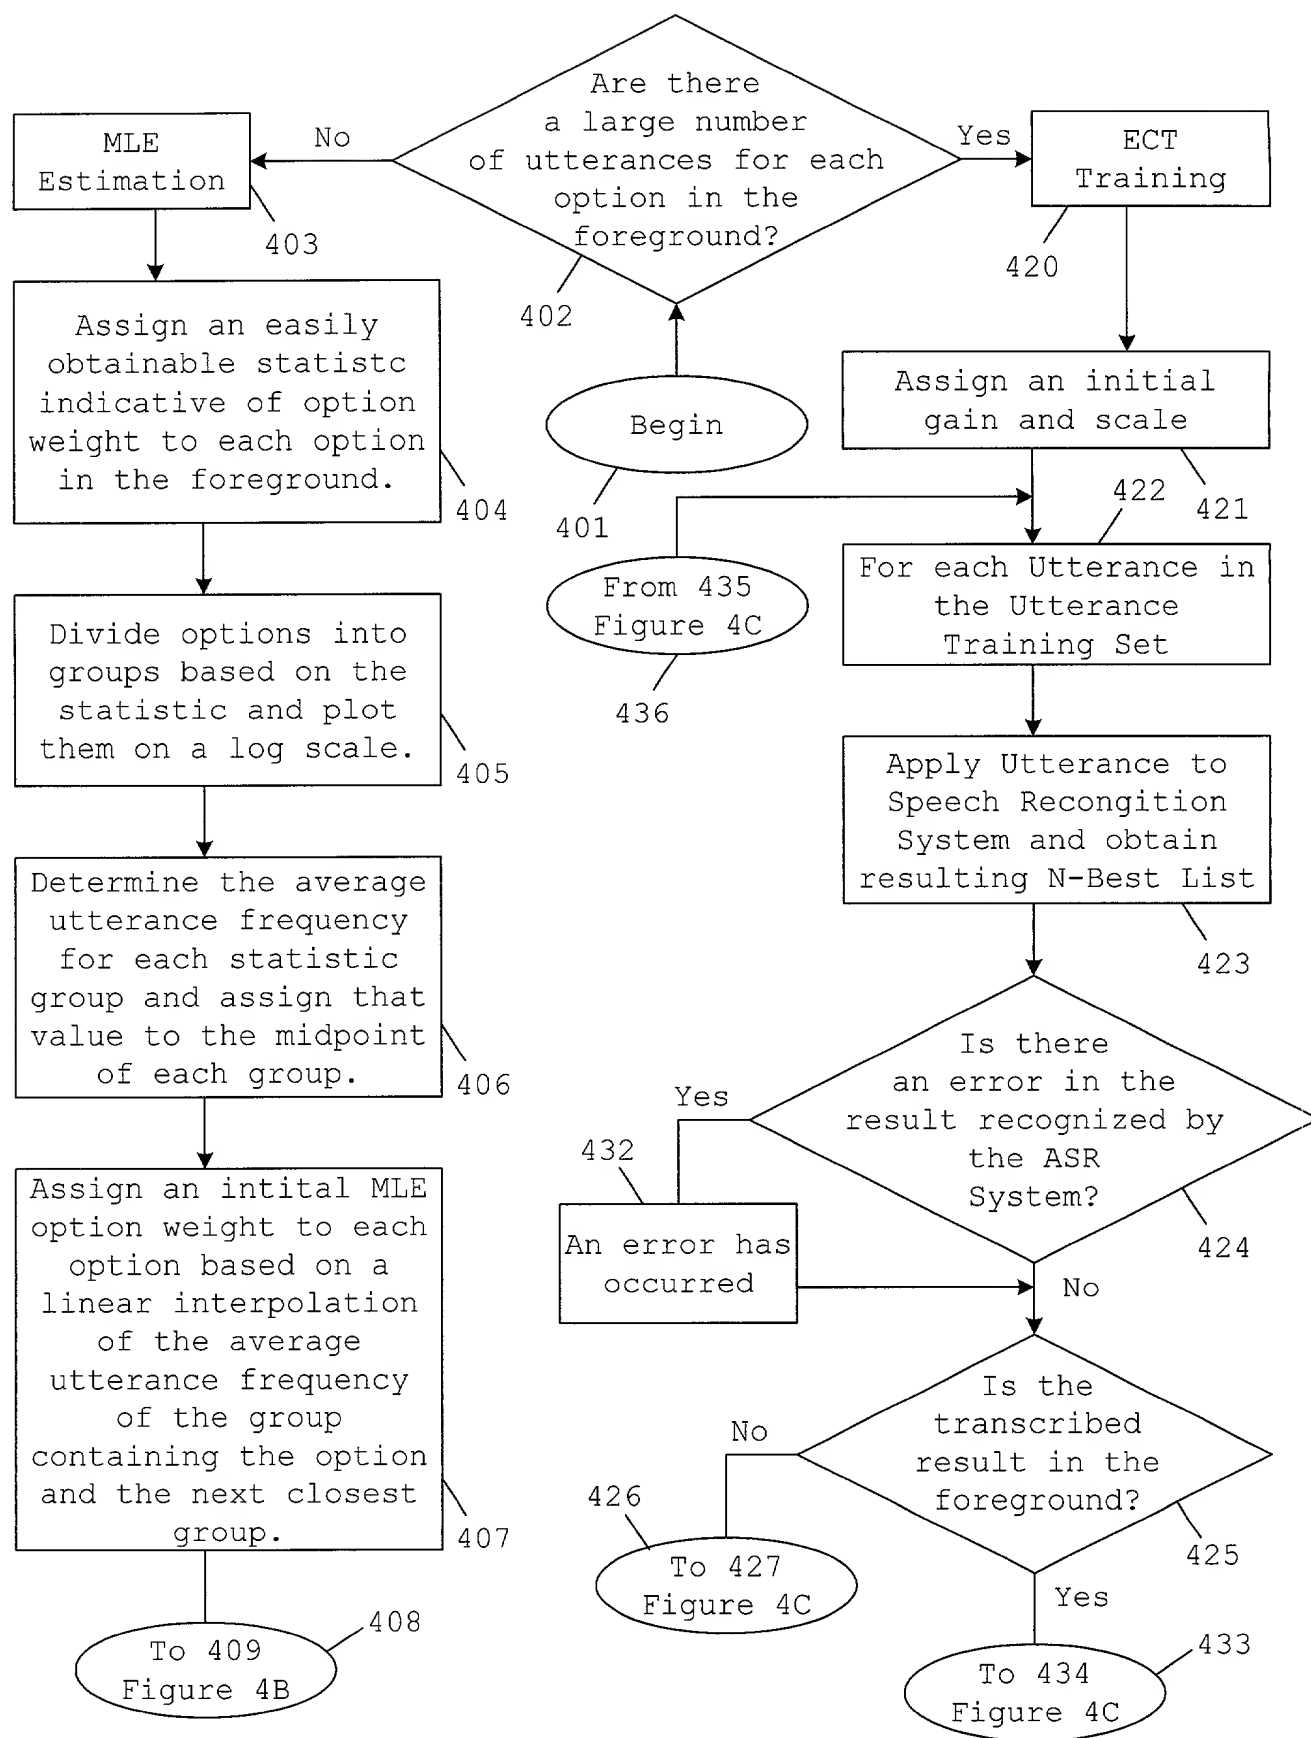 Are there
a large number
of utterances for each
option in the
foreground?
402
No
Yes
Begin
401
MLE
Estimation
403
Assign an easily
obtainable statistc
indicative of option
weight to each option
in the foreground.
404
Divide options into
groups based on the
statistic and plot
them on a log scale.
405
Determine the average
utterance frequency
for each statistic
group and assign that
value to the midpoint
of each group.
406
Assign an intital MLE
option weight to each
option based on a
linear interpolation
of the average
utterance frequency
of the group
containing the option
and the next closest
group.
407
To 409
Figure 4B
408
ECT
Training
420
Assign an initial
gain and scale
421
From 435
Figure 4C
436
422
For each Utterance in
the Utterance
Training Set
Apply Utterance to
Speech Recongition
System and obtain
resulting N-Best List
423
Is there
an error in the
result recognized by
the ASR
System?
424
Yes
432
An error has
occurred
No
Is the
transcribed
result in the
foreground?
425
No
426
To 427
Figure 4C
Yes
433
To 434
Figure 4C